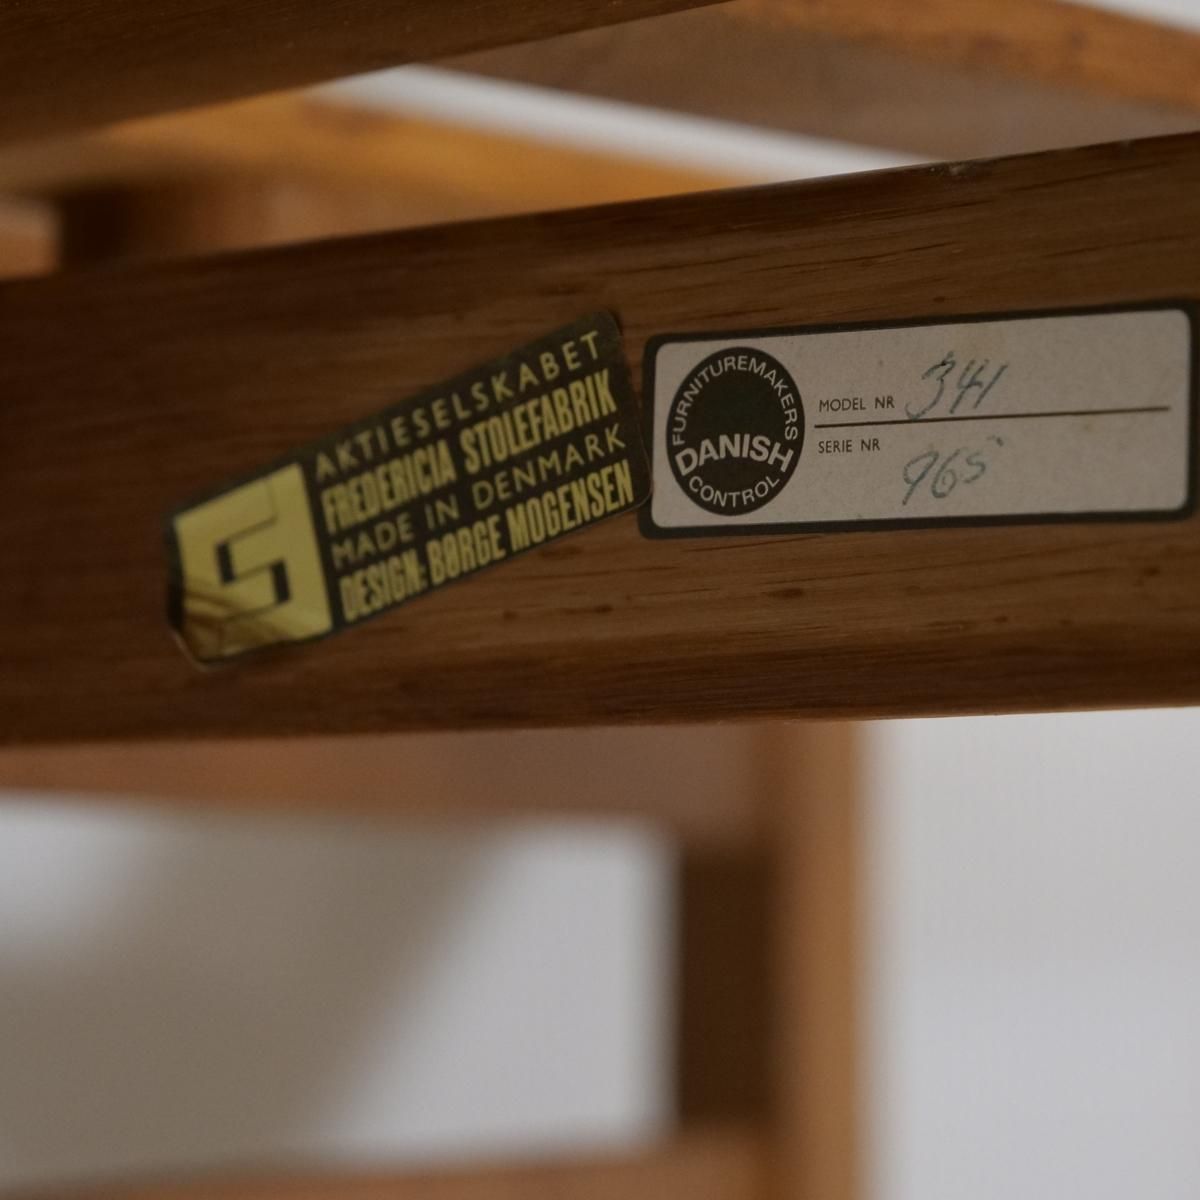 AKTIESELSKABET
FREDERICIA STOLEFABRIK
MADE IN DENMARK
DESIGN: BØRGE MOGENSEN
FURNITUREMAKERS
DANISH
CONTROL
MODEL NR 341
SERIE NR 965